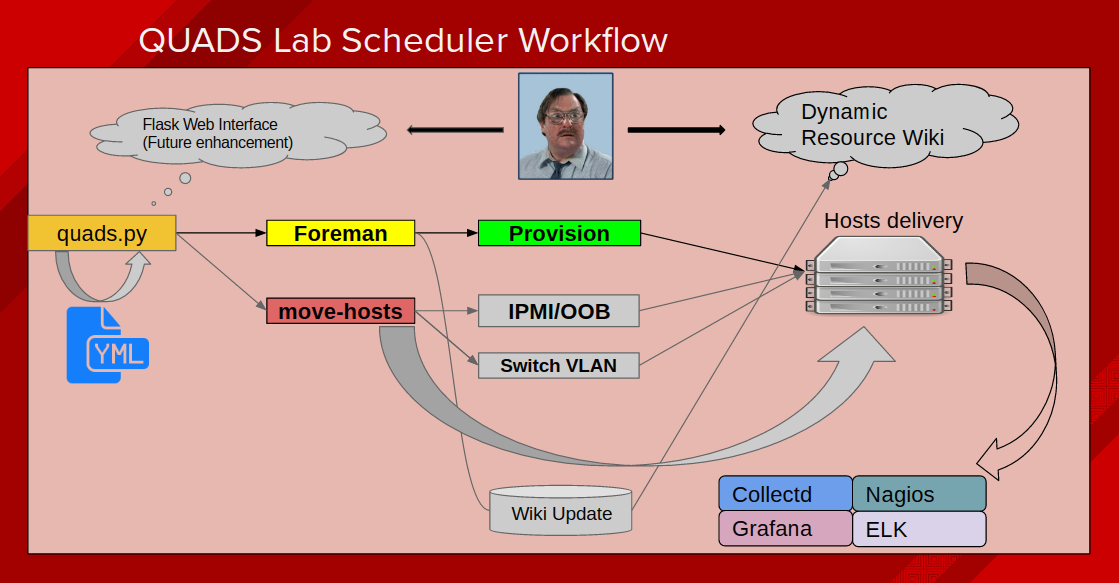 QUADS Lab Scheduler Workflow
Flask Web Interface
(Future enhancement)
Dynamic
Resource Wiki
Hosts delivery
quads.py
Foreman
Provision
move-hosts
IPMI/OOB
YML
Switch VLAN
Wiki Update
Collectd
Nagios
Grafana
ELK